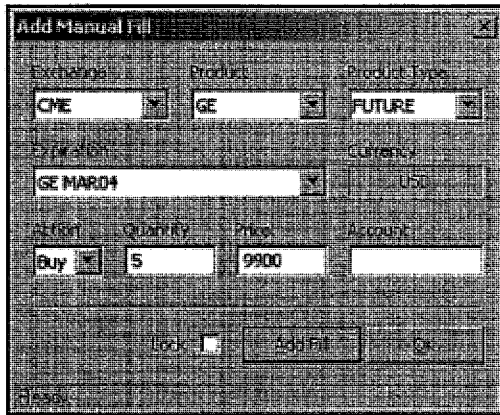 Add Manual Fill
Exchange Product Product Type
CME GE FUTURE
Expiration Currency
GE MAR04 USD
Action Quantity Price Account
Buy 5 9900
Lock Add Fill OK
Ready